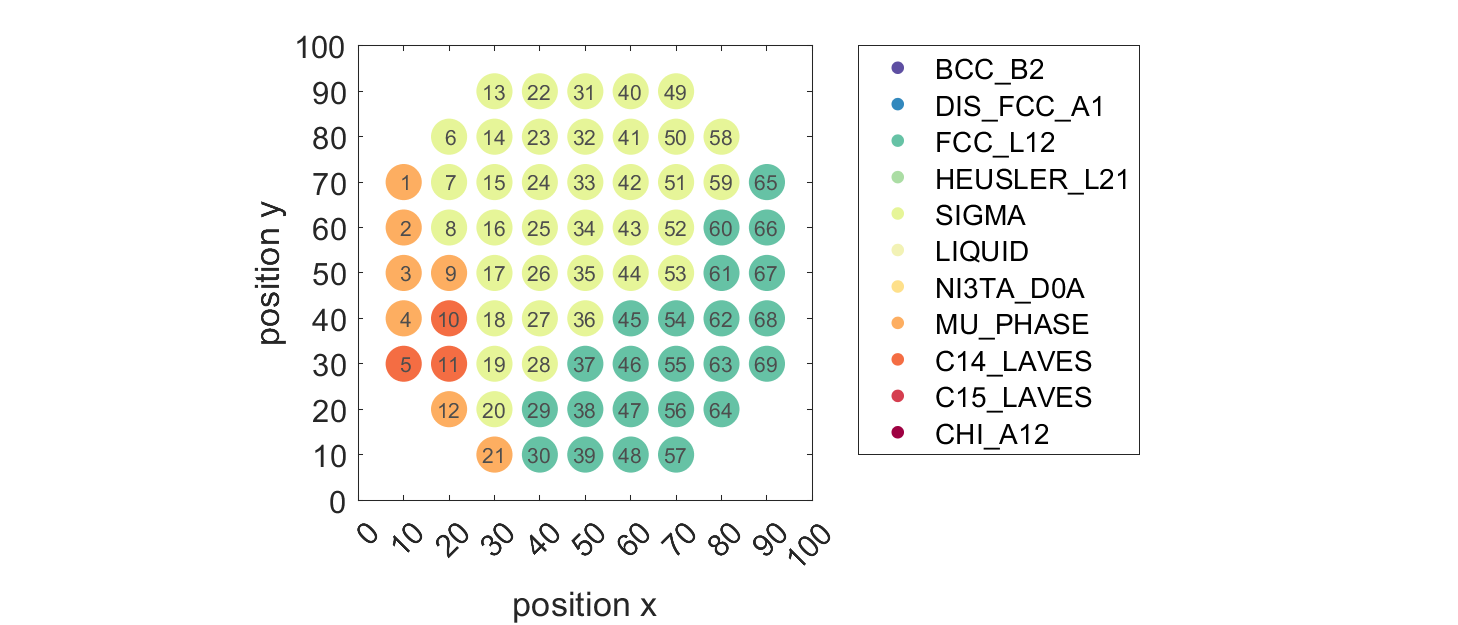 100
90
80
70
60
50
40
30
20
10
0
position y
13 22 31 40 49
6 14 23 32 41 50 58
1 7 15 24 33 42 51 59 65
2 8 16 25 34 43 52 60 66
3 9 17 26 35 44 53 61 67
4 10 18 27 36 45 54 62 68
5 11 19 28 37 46 55 63 69
12 20 29 38 47 56 64
21 30 39 48 57
0 10 20 30 40 50 60 70 80 90 100
position x
BCC_B2
DIS_FCC_A1
FCC_L12
HEUSLER_L21
SIGMA
LIQUID
NI3TA_D0A
MU_PHASE
C14_LAVES
C15_LAVES
CHI_A12